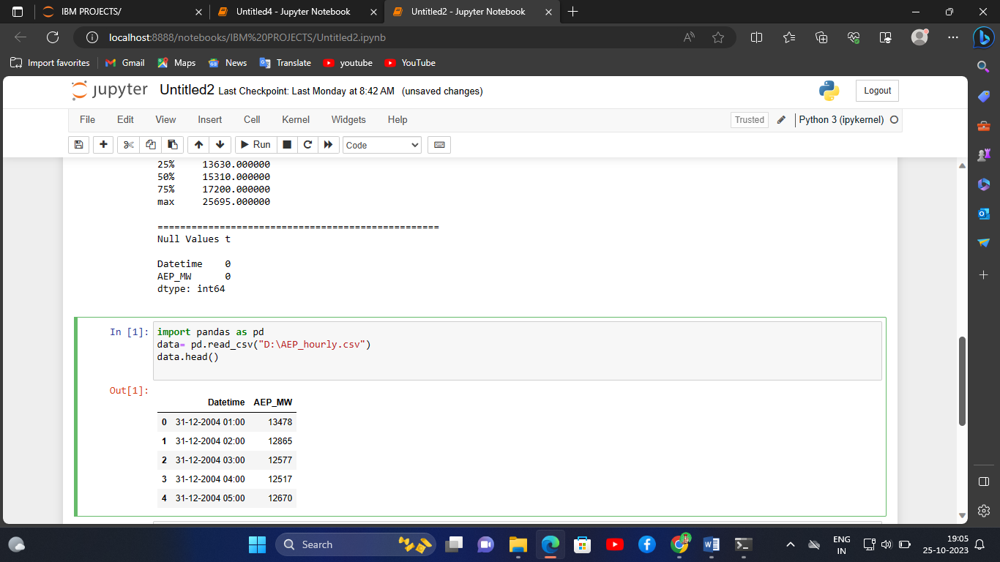 IBM PROJECTS/
Untitled4 - Jupyter Notebook
Untitled2 - Jupyter Notebook
localhost:8888/notebooks/IBM%20PROJECTS/Untitled2.ipynb
Import favorites
Gmail
Maps
News
Translate
youtube
YouTube
jupyter Untitled2 Last Checkpoint: Last Monday at 8:42 AM (unsaved changes)
Logout
File Edit View Insert Cell Kernel Widgets Help
Trusted
Python 3 (ipykernel)
Run
Code
25% 13630.000000
50% 15310.000000
75% 17200.000000
max 25695.000000
==================================================
Null Values t
Datetime 0
AEP_MW 0
dtype: int64
In [1]:
import pandas as pd
data= pd.read_csv("D:\AEP_hourly.csv")
data.head()
Out[1]:
Datetime AEP_MW
0 31-12-2004 01:00 13478
1 31-12-2004 02:00 12865
2 31-12-2004 03:00 12577
3 31-12-2004 04:00 12517
4 31-12-2004 05:00 12670
Search
ENG
IN
19:05
25-10-2023